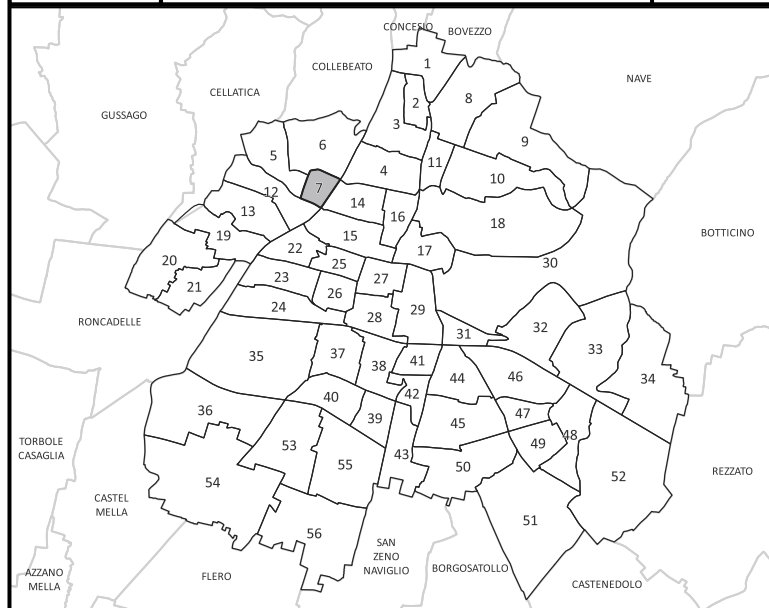 CONCESIO
BOVEZZO
1
COLLEBEATO
NAVE
CELLATICA
8
2
GUSSAGO
3
9
6
5
11
4
10
7
12
14
13
16
18
BOTTICINO
19
15
22
17
20
25
30
23
27
21
26
24
29
28
RONCADELLE
32
31
33
37
35
41
38
46
44
34
42
40
36
47
39
45
48
53
49
TORBOLE
CASAGLIA
43
55
50
REZZATO
52
54
CASTEL
MELLA
51
56
SAN
ZENO
NAVIGLIO
AZZANO
MELLA
FLERO
BORGOSATOLLO
CASTENEDOLO